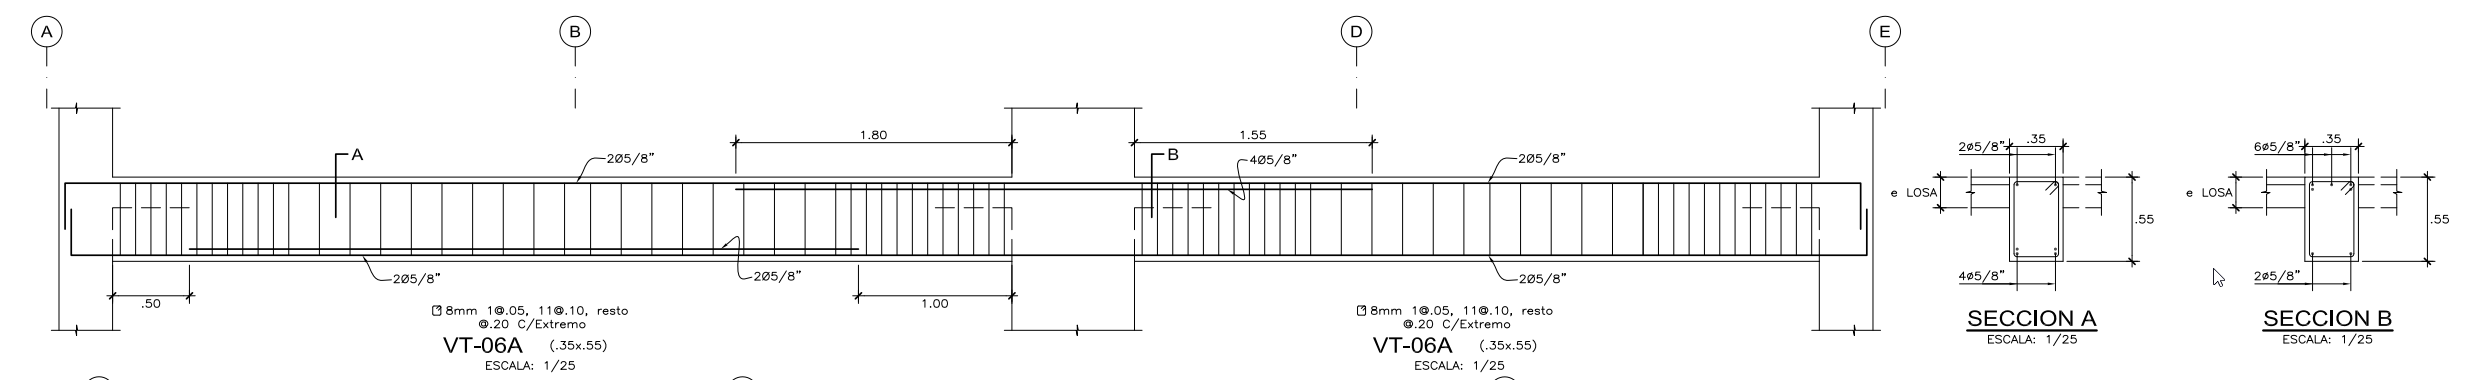 A
B
D
E
1.80
1.55
A
2Ø5/8"
B
4Ø5/8"
2Ø5/8"
2Ø5/8"
2Ø5/8"
2Ø5/8"
.50
1.00
8mm 1@.05, 11@.10, resto
@.20 C/Extremo
VT-06A (.35x.55)
ESCALA: 1/25
8mm 1@.05, 11@.10, resto
@.20 C/Extremo
VT-06A (.35x.55)
ESCALA: 1/25
2ø5/8" .35
e LOSA
.55
4ø5/8"
SECCION A
ESCALA: 1/25
6ø5/8" .35
e LOSA
.55
2ø5/8"
SECCION B
ESCALA: 1/25